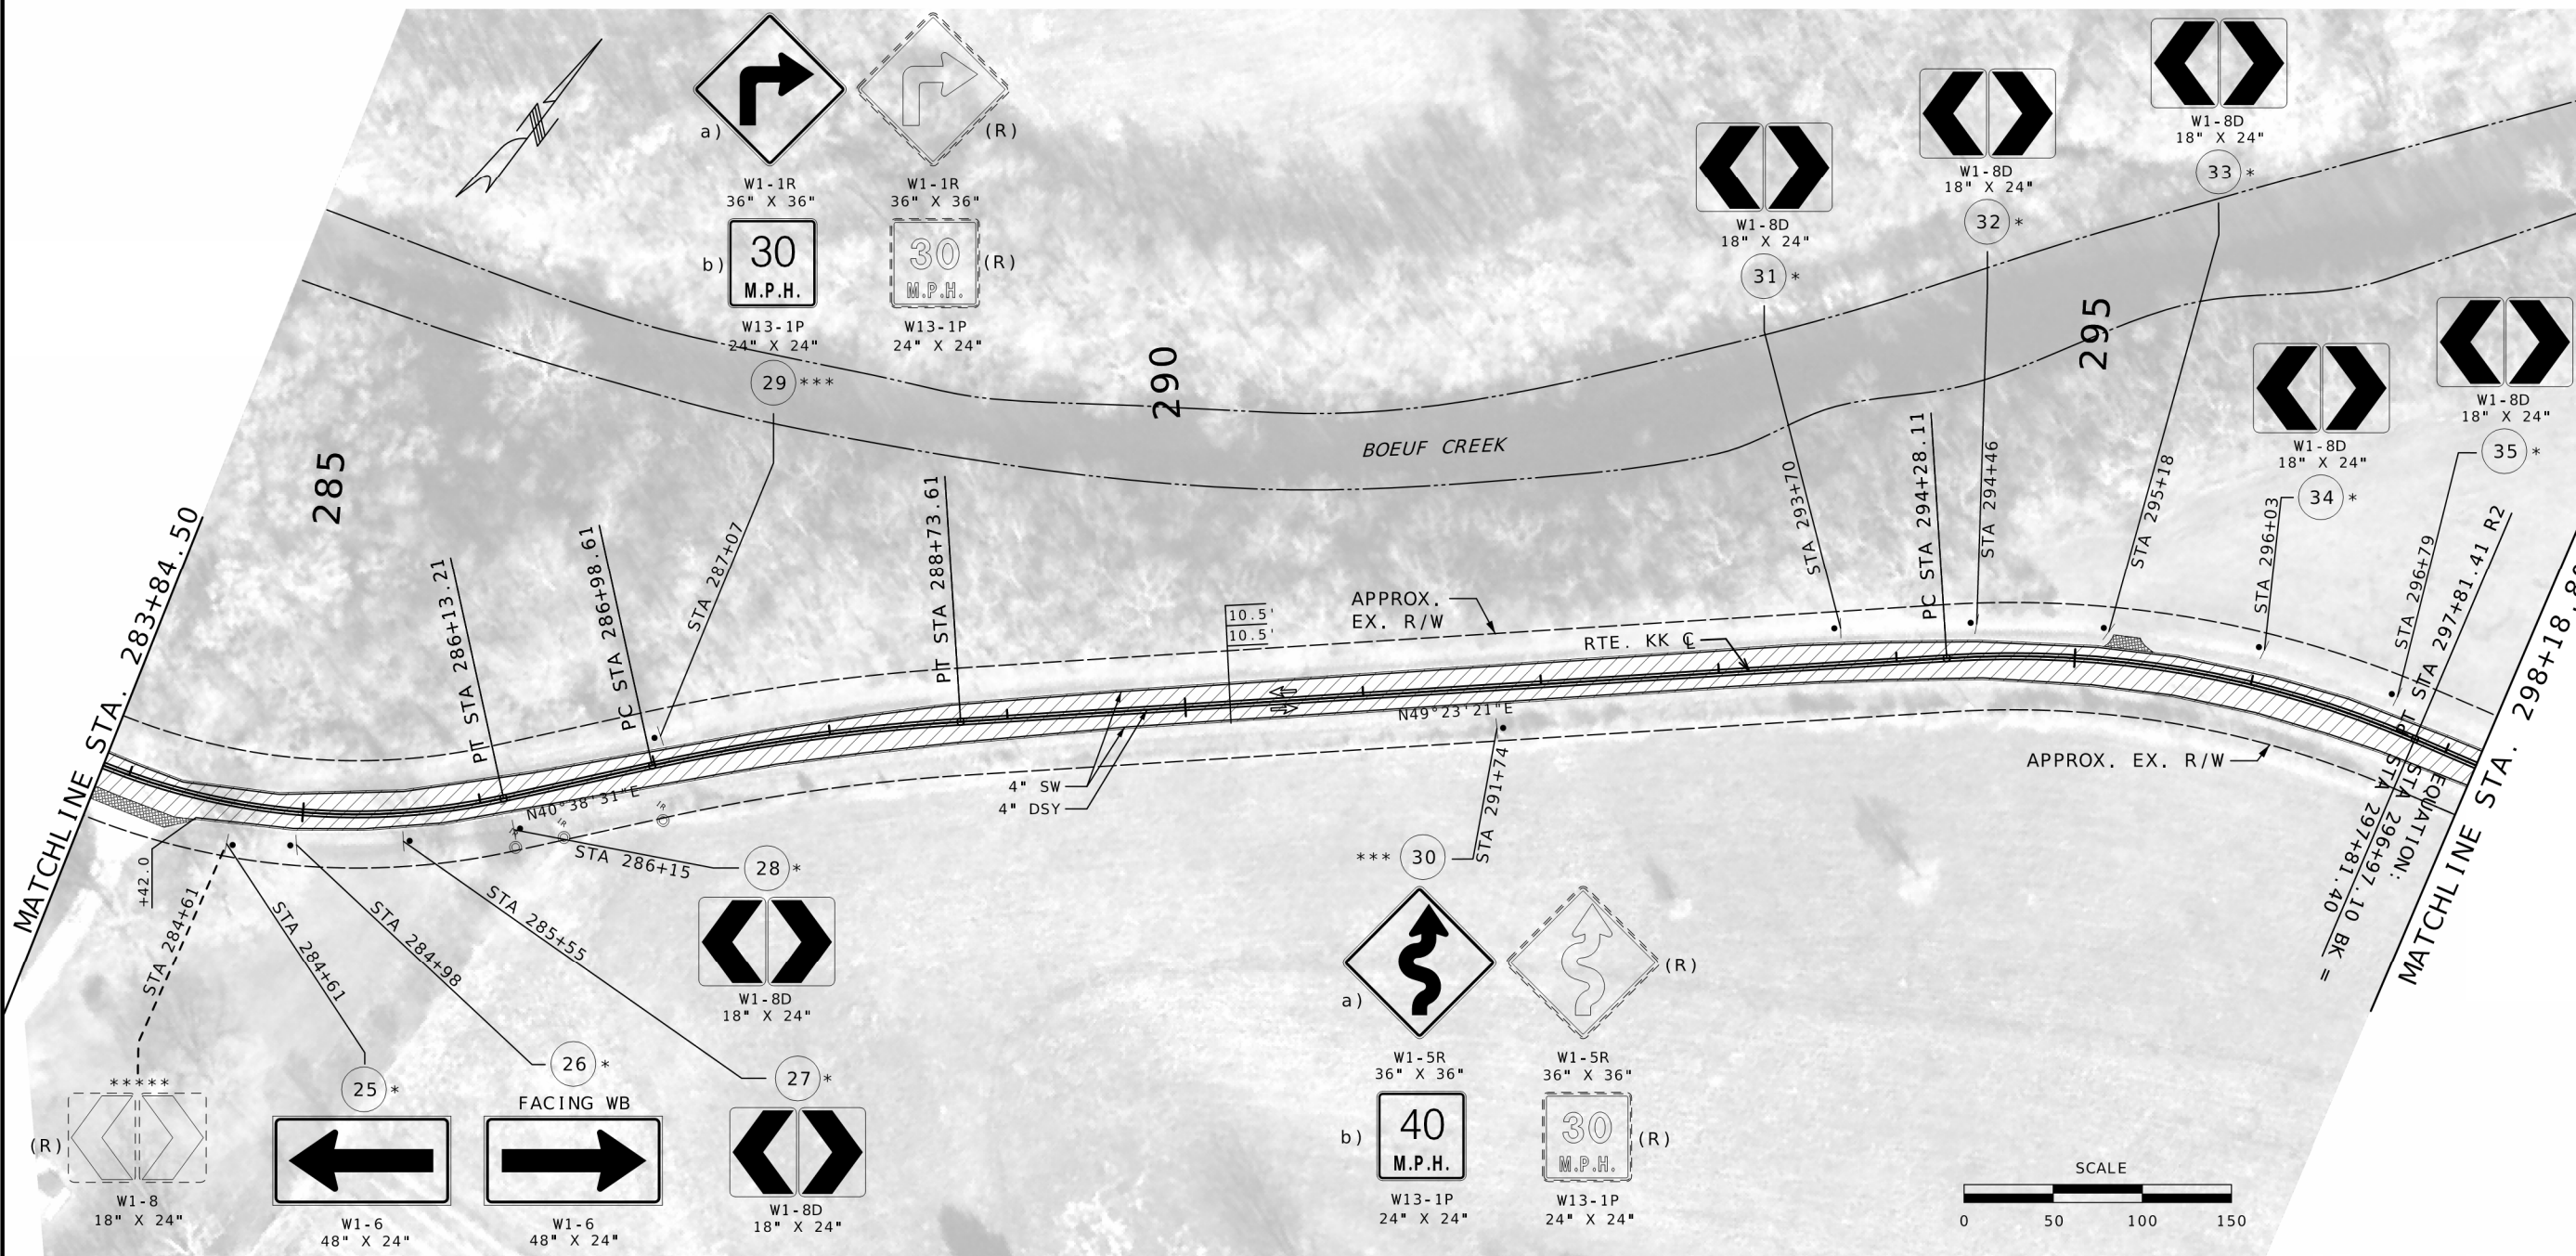 a)
(R)
W1-1R
36" X 36"
W1-1R
36" X 36"
b)
30
M.P.H.
30
M.P.H.
(R)
W13-1P
24" X 24"
W13-1P
24" X 24"
29 ***
W1-8D
18" X 24"
31 *
W1-8D
18" X 24"
32 *
W1-8D
18" X 24"
33 *
W1-8D
18" X 24"
34 *
W1-8D
18" X 24"
35 *
285
290
295
BOEUF CREEK
MATCHLINE STA. 283+84.50
PT STA 286+13.21
PC STA 286+98.61
STA 287+07
PT STA 288+73.61
10.5'
10.5'
APPROX.
EX. R/W
RTE. KK ℄
STA 293+70
PC STA 294+28.11
STA 294+46
STA 295+18
STA 296+03
STA 296+79
PT STA 297+81.41 R2
N40°38'31"E
N49°23'21"E
IR
IR
4" SW
4" DSY
APPROX. EX. R/W
EQUATION:
STA 296+97.10 BK =
STA 297+81.40
MATCHLINE STA. 298+18.8
+42.0
STA 284+61
STA 284+61
STA 284+98
STA 285+55
STA 286+15
28 *
W1-8D
18" X 24"
STA 291+74
*** 30
a)
(R)
W1-5R
36" X 36"
W1-5R
36" X 36"
b)
40
M.P.H.
30
M.P.H.
(R)
W13-1P
24" X 24"
W13-1P
24" X 24"
*****
(R)
W1-8
18" X 24"
25 *
W1-6
48" X 24"
26 *
FACING WB
W1-6
48" X 24"
27 *
W1-8D
18" X 24"
SCALE
0 50 100 150